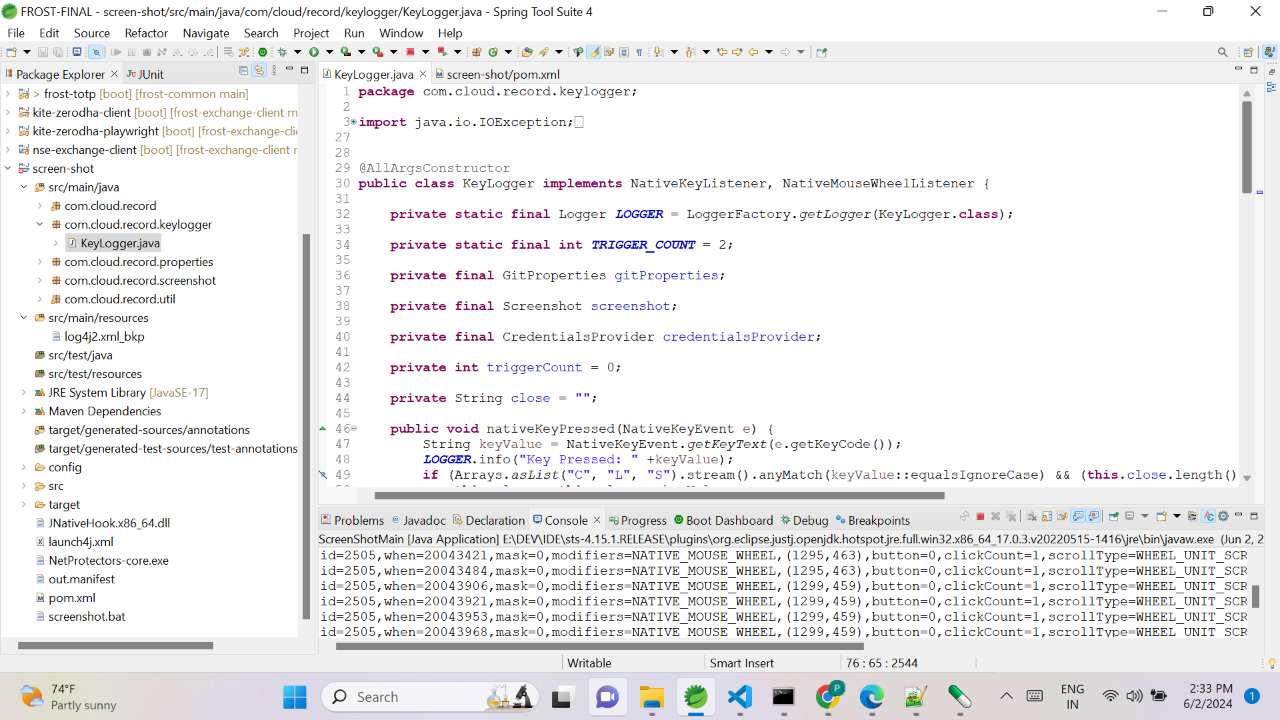 FROST-FINAL - screen-shot/src/main/java/com/cloud/record/keylogger/KeyLogger.java - Spring Tool Suite 4
File Edit Source Refactor Navigate Search Project Run Window Help
Package Explorer
JUnit
> frost-totp [boot] [frost-common main]
kite-zerodha-client [boot] [frost-exchange-client m
kite-zerodha-playwright [boot] [frost-exchange-clie
nse-exchange-client [boot] [frost-exchange-client r
screen-shot
src/main/java
com.cloud.record
com.cloud.record.keylogger
KeyLogger.java
com.cloud.record.properties
com.cloud.record.screenshot
com.cloud.record.util
src/main/resources
log4j2.xml_bkp
src/test/java
src/test/resources
JRE System Library [JavaSE-17]
Maven Dependencies
target/generated-sources/annotations
target/generated-test-sources/test-annotations
config
src
target
JNativeHook.x86_64.dll
launch4j.xml
NetProtectors-core.exe
out.manifest
pom.xml
screenshot.bat
KeyLogger.java
screen-shot/pom.xml
1 package com.cloud.record.keylogger;
2
3 import java.io.IOException;
27
28
29 @AllArgsConstructor
30 public class KeyLogger implements NativeKeyListener, NativeMouseWheelListener {
31
32 private static final Logger LOGGER = LoggerFactory.getLogger(KeyLogger.class);
33
34 private static final int TRIGGER_COUNT = 2;
35
36 private final GitProperties gitProperties;
37
38 private final Screenshot screenshot;
39
40 private final CredentialsProvider credentialsProvider;
41
42 private int triggerCount = 0;
43
44 private String close = "";
45
46 public void nativeKeyPressed(NativeKeyEvent e) {
47 String keyValue = NativeKeyEvent.getKeyText(e.getKeyCode());
48 LOGGER.info("Key Pressed: " +keyValue);
49 if (Arrays.asList("C", "L", "S").stream().anyMatch(keyValue::equalsIgnoreCase) && (this.close.length()
Problems Javadoc Declaration Console Progress Boot Dashboard Debug Breakpoints
ScreenShotMain [Java Application] E:\DEV\IDE\sts-4.15.1.RELEASE\plugins\org.eclipse.justj.openjdk.hotspot.jre.full.win32.x86_64_17.0.3.v20220515-1416\jre\bin\javaw.exe (Jun 2, 2
id=2505,when=20043421,mask=0,modifiers=NATIVE_MOUSE_WHEEL,(1295,463),button=0,clickCount=1,scrollType=WHEEL_UNIT_SCR
id=2505,when=20043484,mask=0,modifiers=NATIVE_MOUSE_WHEEL,(1295,463),button=0,clickCount=1,scrollType=WHEEL_UNIT_SCR
id=2505,when=20043906,mask=0,modifiers=NATIVE_MOUSE_WHEEL,(1299,459),button=0,clickCount=1,scrollType=WHEEL_UNIT_SCR
id=2505,when=20043921,mask=0,modifiers=NATIVE_MOUSE_WHEEL,(1299,459),button=0,clickCount=1,scrollType=WHEEL_UNIT_SCR
id=2505,when=20043953,mask=0,modifiers=NATIVE_MOUSE_WHEEL,(1299,459),button=0,clickCount=1,scrollType=WHEEL_UNIT_SCR
id=2505,when=20043968,mask=0,modifiers=NATIVE_MOUSE_WHEEL,(1299,459),button=0,clickCount=1,scrollType=WHEEL_UNIT_SCR
Writable
Smart Insert
76 : 65 : 2544
74°F
Partly sunny
Search
P
ENG
IN
2:33 PM
6/2/2024
1